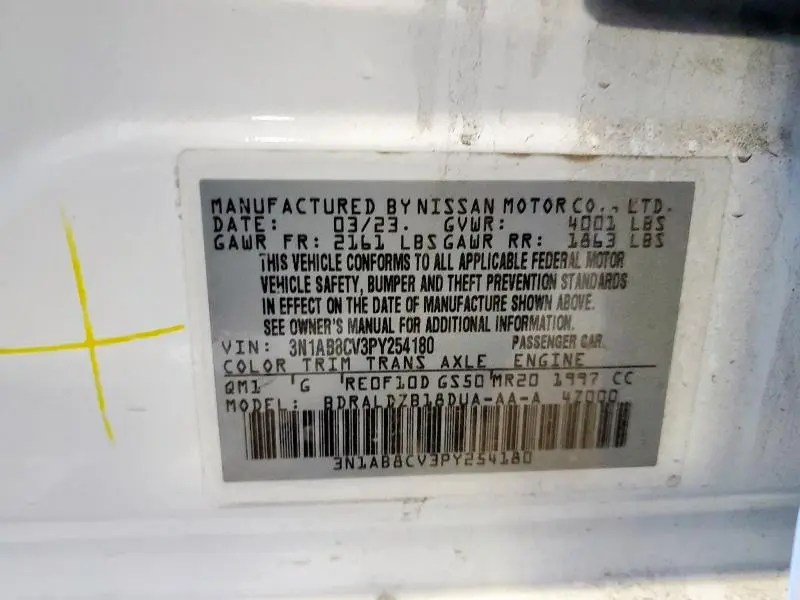 MANUFACTURED BY NISSAN MOTOR CO., LTD.
DATE: 03/23. GVWR: 4001 LBS
GAWR FR: 2161 LBS GAWR RR: 1863 LBS
THIS VEHICLE CONFORMS TO ALL APPLICABLE FEDERAL MOTOR
VEHICLE SAFETY, BUMPER AND THEFT PREVENTION STANDARDS
IN EFFECT ON THE DATE OF MANUFACTURE SHOWN ABOVE.
SEE OWNER'S MANUAL FOR ADDITIONAL INFORMATION.
VIN: 3N1AB8CV3PY254180 PASSENGER CAR.
COLOR TRIM TRANS AXLE ENGINE
QM1 G RE0F10D GS50 MR20 1997 CC
MODEL: BDRALDZB18DUA-AA-A 4Z000
3N1AB8CV3PY254180